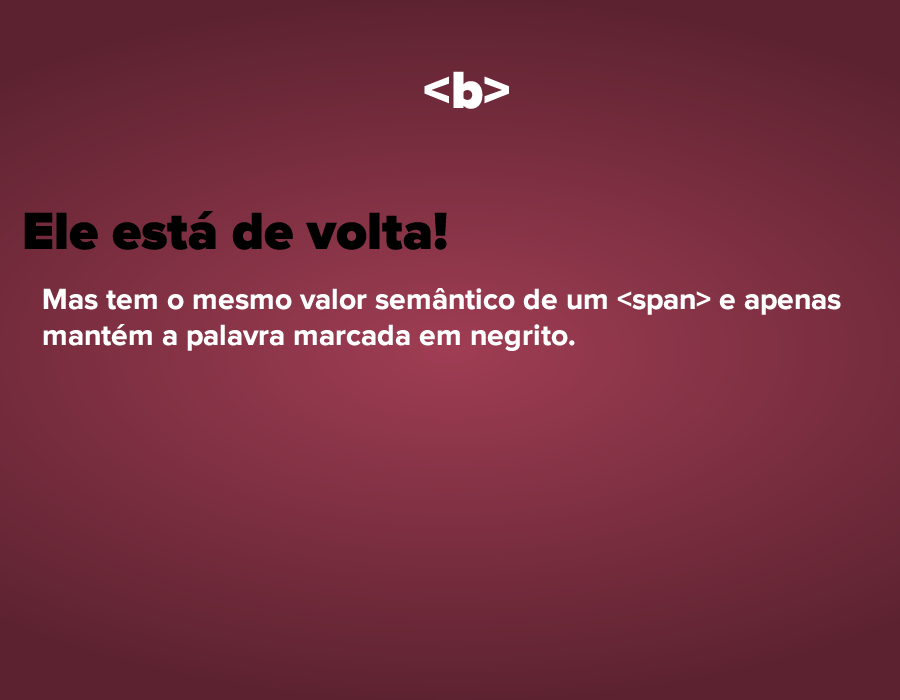 <b>
Ele está de volta!
Mas tem o mesmo valor semântico de um <span> e apenas
mantém a palavra marcada em negrito.